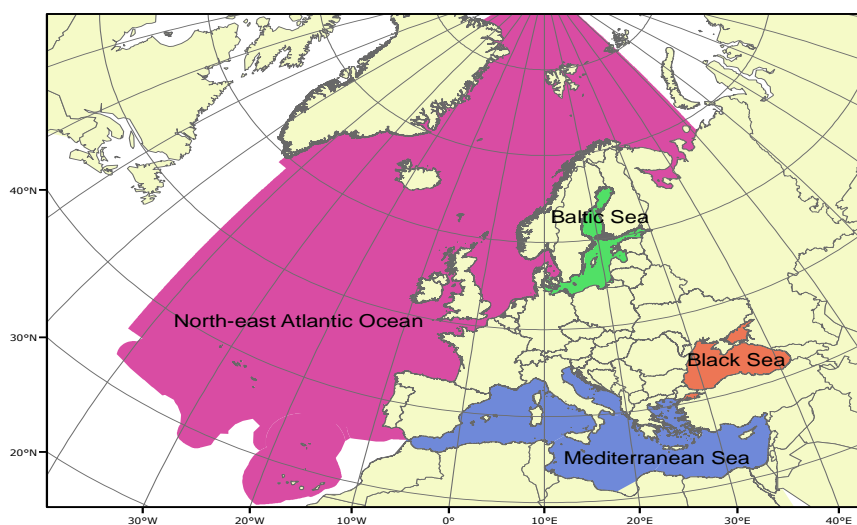 Baltic Sea
North-east Atlantic Ocean
Black Sea
Mediterranean Sea
40°N
30°N
20°N
30°W
20°W
10°W
0°
10°E
20°E
30°E
40°E